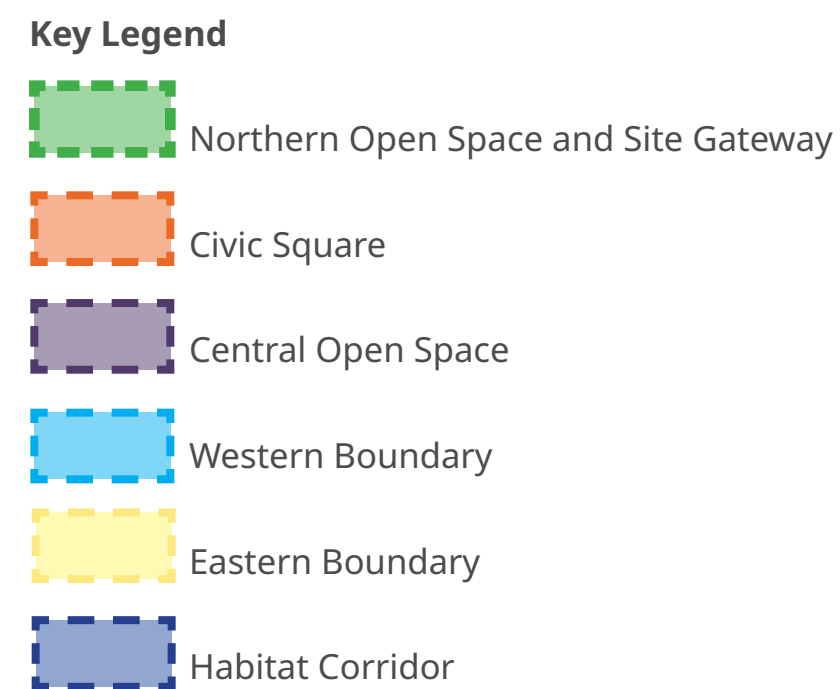 Key Legend
Northern Open Space and Site Gateway
Civic Square
Central Open Space
Western Boundary
Eastern Boundary
Habitat Corridor